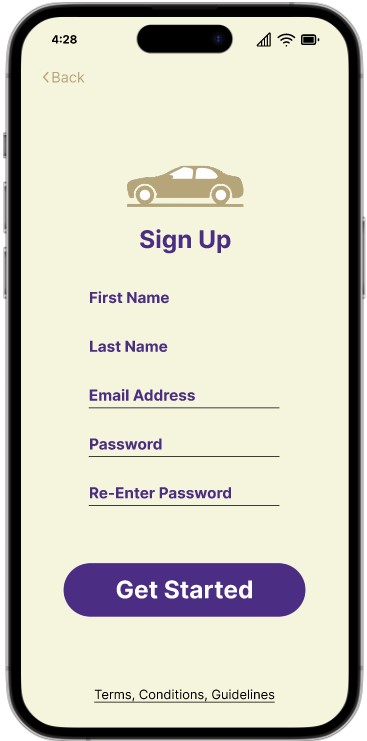 4:28
Back
Sign Up
First Name
Last Name
Email Address
Password
Re-Enter Password
Get Started
Terms, Conditions, Guidelines